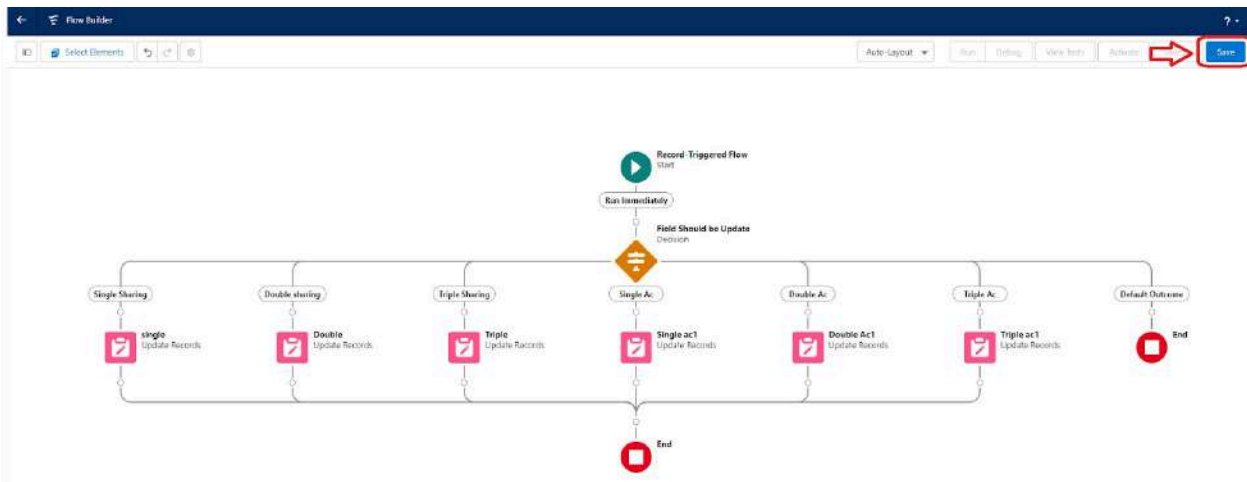 Flow Builder
?
Select Elements
Auto-Layout
Run
Debug
View Tests
Activate
Save
Record-Triggered Flow
Start
Run Immediately
Field Should be Update
Decision
Single Sharing
Double sharing
Triple Sharing
Single Ac
Double Ac
Triple Ac
Default Outcome
single
Update Records
Double
Update Records
Triple
Update Records
Single ac1
Update Records
Double Ac1
Update Records
Triple ac1
Update Records
End
End